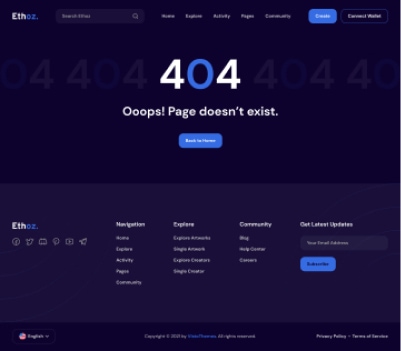 Ethoz.
Search Ethoz
Home Explore Activity Pages Community
Create
Connect Wallet
04 404 404 404 40
Ooops! Page doesn't exist.
Back to Home
Ethoz.
Navigation
Home
Explore
Activity
Pages
Community
Explore
Explore Artworks
Single Artwork
Explore Creators
Single Creator
Community
Blog
Help Center
Careers
Get Latest Updates
Your Email Address
Subscribe
English
Copyright © 2021 by . All rights reserved.
Privacy Policy - Terms of Service